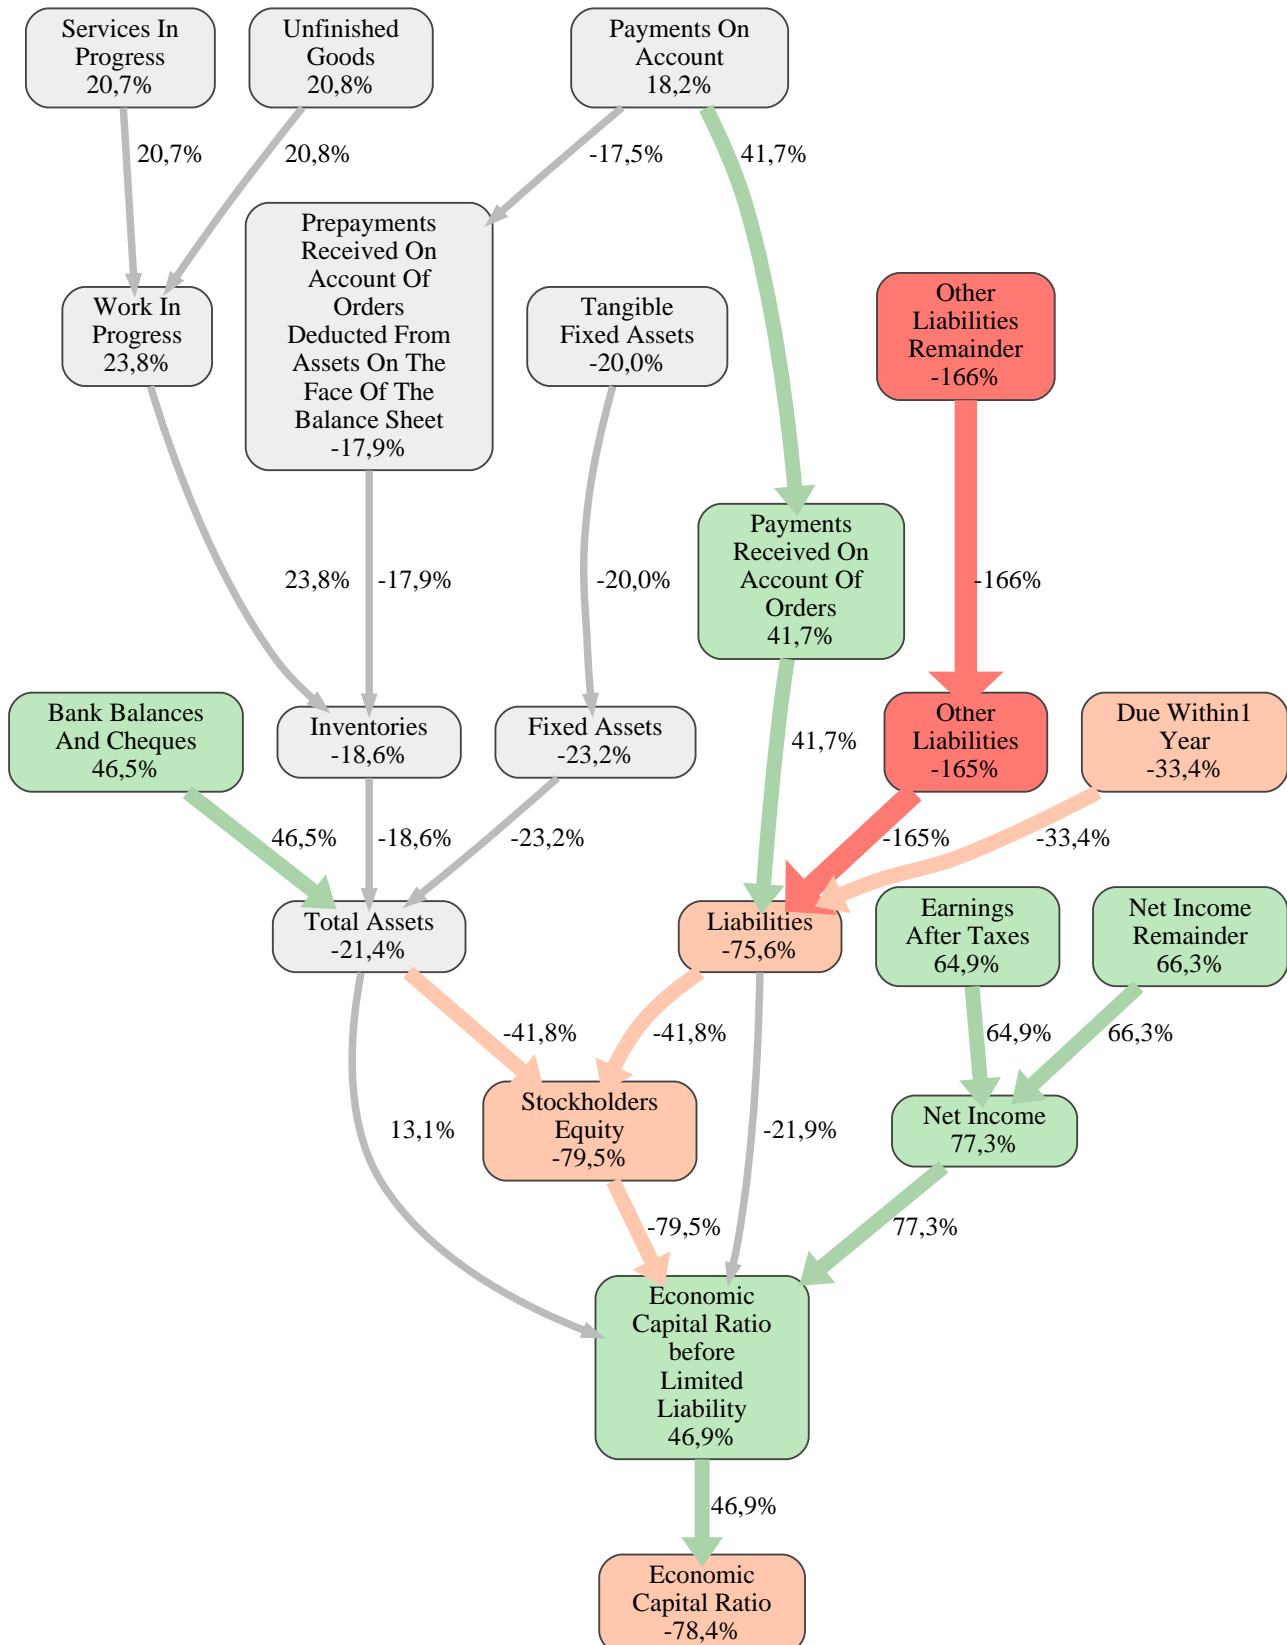 Services In
Progress
20,7%
Unfinished
Goods
20,8%
Payments On
Account
18,2%
20,7%
20,8%
-17,5%
41,7%
Prepayments
Received On
Account Of
Orders
Deducted From
Assets On The
Face Of The
Balance Sheet
-17,9%
Work In
Progress
23,8%
Tangible
Fixed Assets
-20,0%
Other
Liabilities
Remainder
-166%
Payments
Received On
Account Of
Orders
41,7%
23,8%
-17,9%
-20,0%
-166%
Bank Balances
And Cheques
46,5%
Inventories
-18,6%
Fixed Assets
-23,2%
41,7%
Other
Liabilities
-165%
Due Within1
Year
-33,4%
46,5%
-18,6%
-23,2%
-165%
-33,4%
Total Assets
-21,4%
Liabilities
-75,6%
Earnings
After Taxes
64,9%
Net Income
Remainder
66,3%
-41,8%
-41,8%
64,9%
66,3%
13,1%
Stockholders
Equity
-79,5%
-21,9%
Net Income
77,3%
-79,5%
77,3%
Economic
Capital Ratio
before
Limited
Liability
46,9%
46,9%
Economic
Capital Ratio
-78,4%